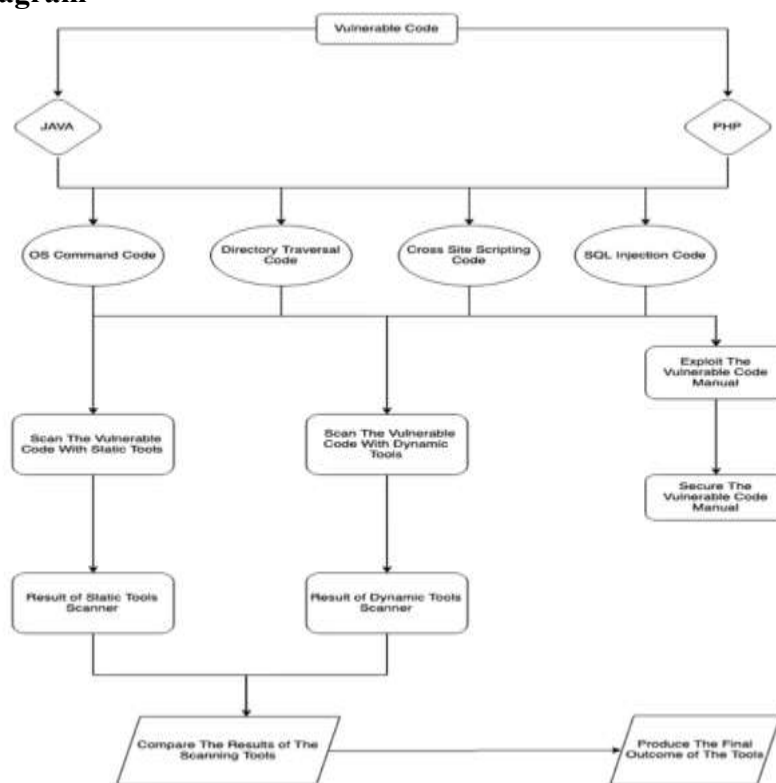 agram
Vulnerable Code
JAVA
PHP
OS Command Code
Directory Traversal
Code
Cross Site Scripting
Code
SQL Injection Code
Exploit The
Vulnerable Code
Manual
Scan The Vulnerable
Code With Static Tools
Scan The Vulnerable
Code With Dynamic
Tools
Secure The
Vulnerable Code
Manual
Result of Static Tools
Scanner
Result of Dynamic Tools
Scanner
Compare The Results of The
Scanning Tools
Produce The Final
Outcome of The Tools